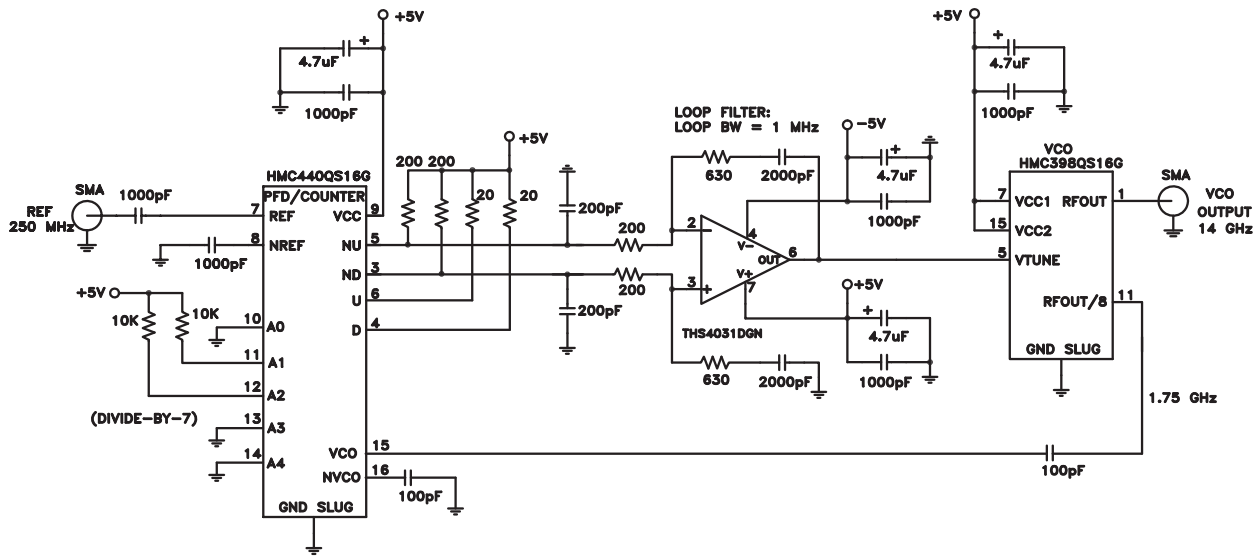 +5V
4.7uF
+
1000pF
+5V
200 200
20
20
HMC440QS16G
PFD/COUNTER
SMA
REF
250 MHz
1000pF
7
REF
8
NREF
1000pF
VCC
9
NU
5
ND
3
U
6
D
4
+5V
10K
10K
10
A0
11
A1
12
A2
(DIVIDE-BY-7)
13
A3
14
A4
VCO
15
NVCO
16
100pF
GND SLUG
200pF
200pF
200
200
LOOP FILTER:
LOOP BW = 1 MHz
630
2000pF
2
-
V-
4
OUT
6
3
+
V+
7
THS4031DGN
630
2000pF
-5V
+
4.7uF
1000pF
+5V
+
4.7uF
1000pF
+5V
+
4.7uF
1000pF
VCO
HMC398QS16G
7
VCC1
RFOUT
1
15
VCC2
5
VTUNE
RFOUT/8
11
GND SLUG
SMA
VCO
OUTPUT
14 GHz
1.75 GHz
100pF